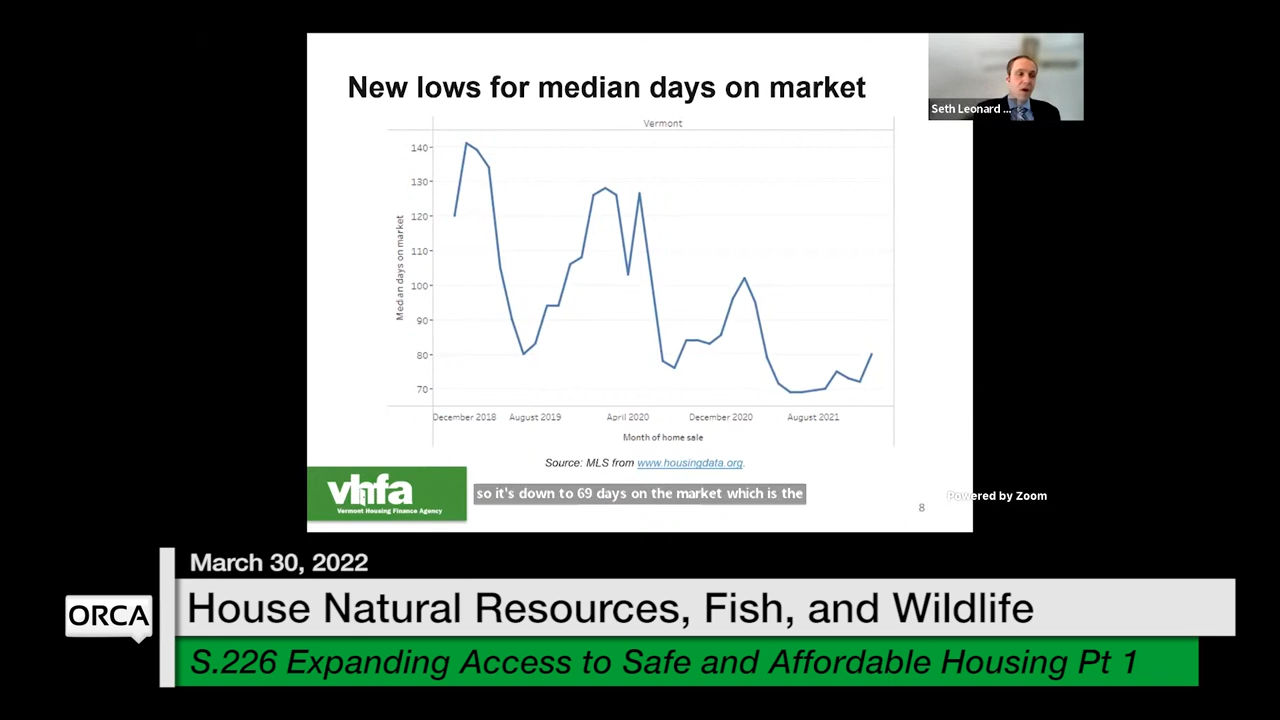 New lows for median days on market
Seth Leonard ...
Vermont
Median days on market
140
130
120
110
100
90
80
70
December 2018 August 2019 April 2020 December 2020 August 2021
Month of home sale
Source: MLS from www.housingdata.org.
vhfa
Vermont Housing Finance Agency
so it's down to 69 days on the market which is the
8
Powered by Zoom
March 30, 2022
ORCA
House Natural Resources, Fish, and Wildlife
S.226 Expanding Access to Safe and Affordable Housing Pt 1